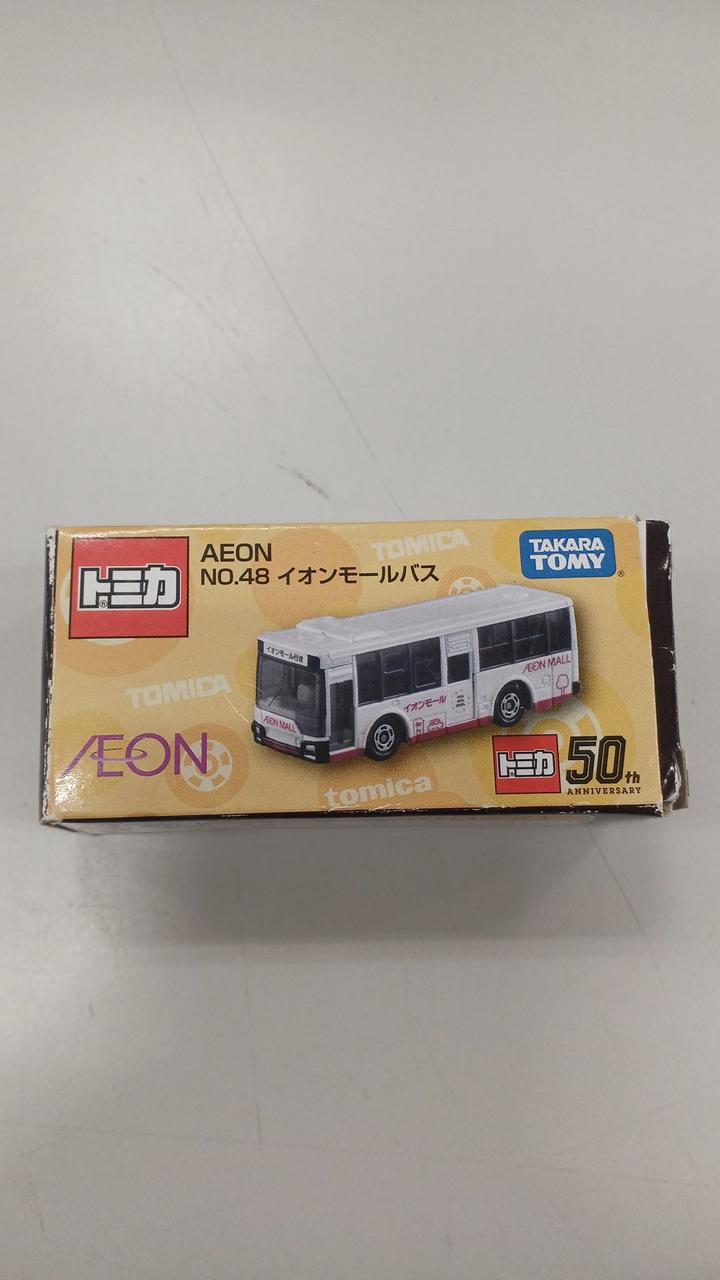 トミカ
AEON
NO.48 イオンモールバス
TOMICA
TAKARA
TOMY
TOMICA
AEON
イオンモール行速
AEON MALL
イオンモール
AEON MALL
tomica
トミカ
50th
ANNIVERSARY